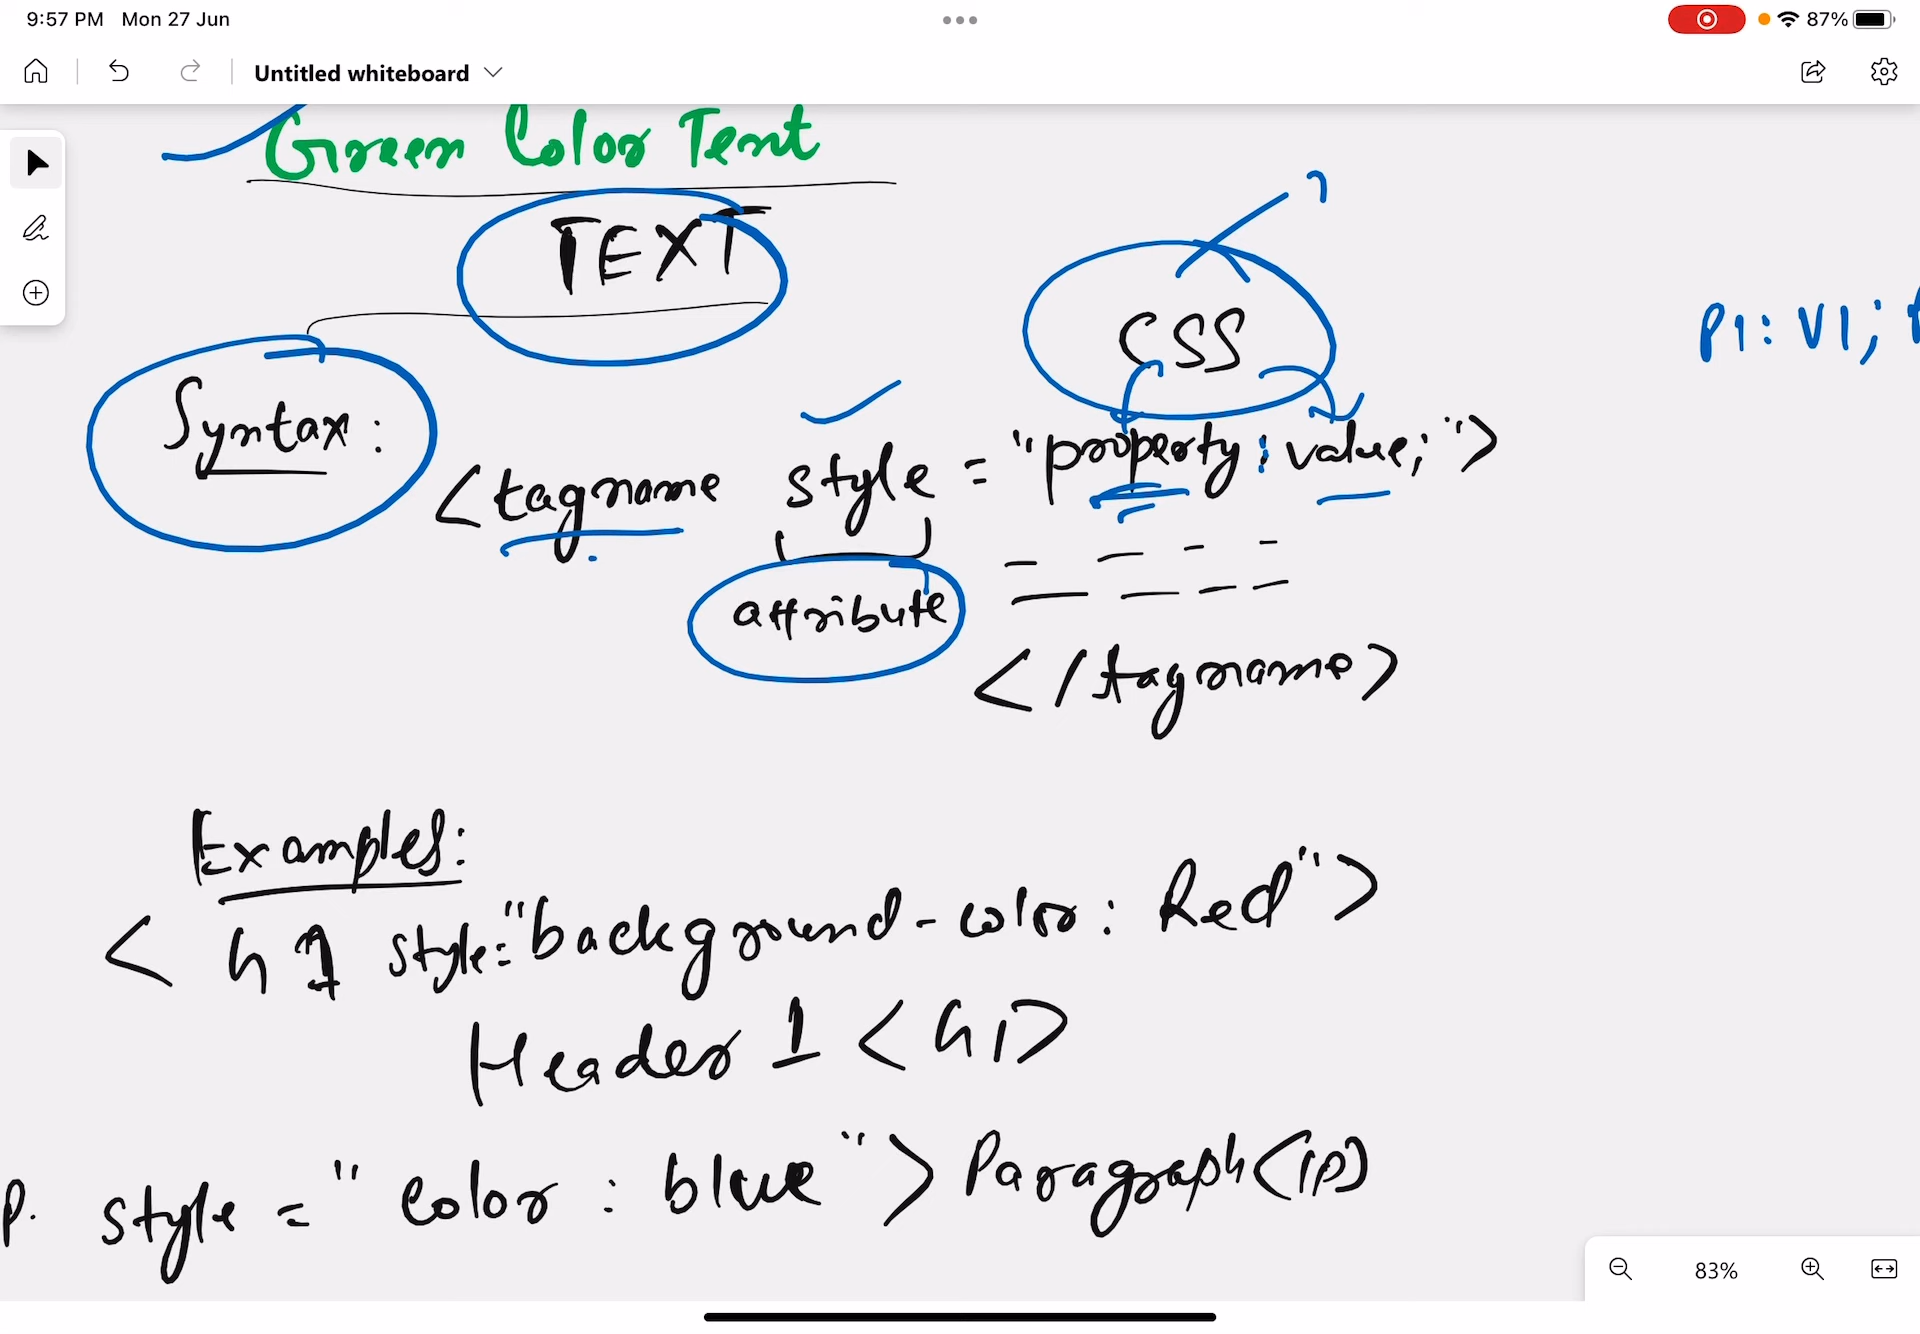 9:57 PM Mon 27 Jun
87%
Untitled whiteboard
Green Color Text
TEXT
?
CSS
P1: V1;
Syntax:
<tagname style = "property: value;">
attribute
</tagname>
Examples:
<h1 style="background-color: Red">
Header 1 <h1>
p. style = "color: blue"> Paragraph</p>
83%